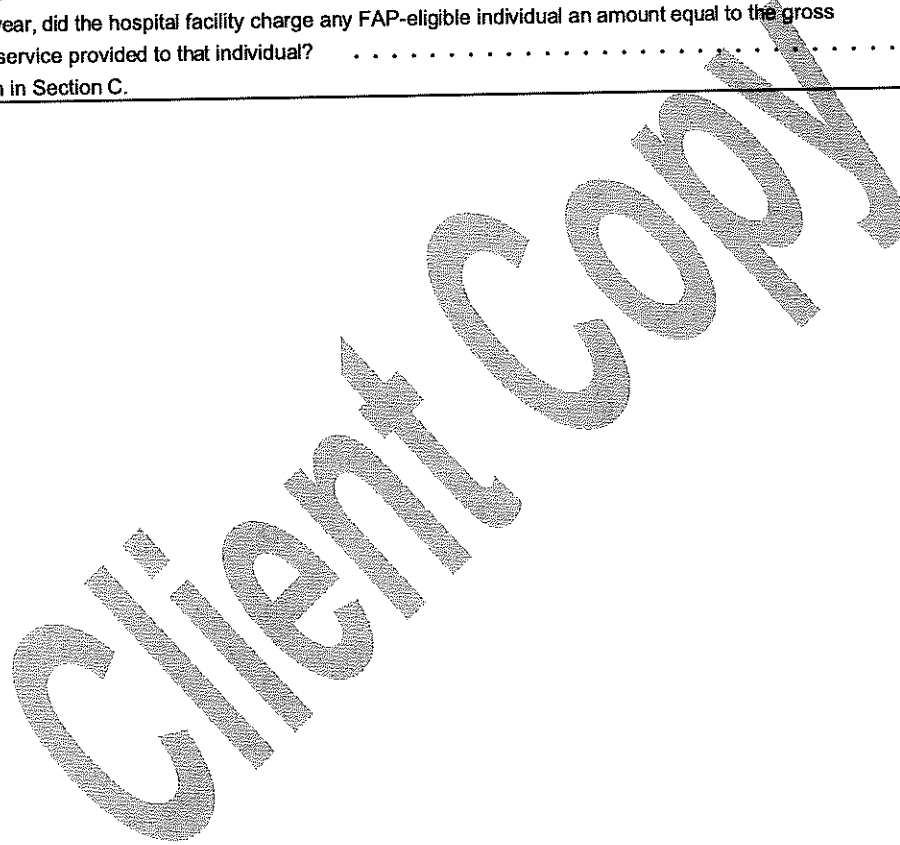 year, did the hospital facility charge any FAP-eligible individual an amount equal to the gross
service provided to that individual? . . . . . . . . . . . . . . . . . . . . . . . . . . . . . .
in Section C.
Client Copy